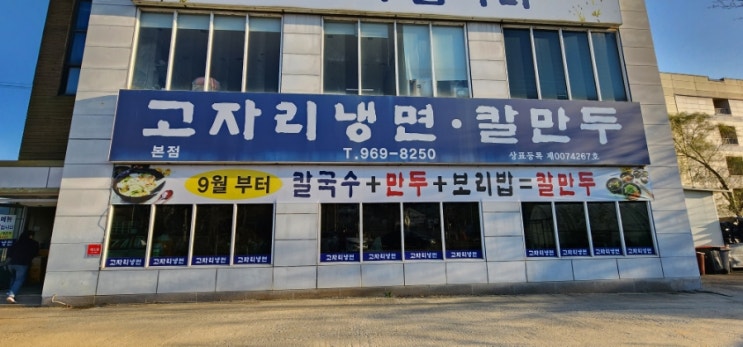 고자리냉면·칼만두
본점
T.969-8250
상표등록 제0074267호
9월 부터
칼국수+만두+보리밥=칼만두
고자리냉면 고자리냉면 고자리냉면 고자리냉면 고자리냉면 고자리냉면 고자리냉면 고자리냉면 고자리냉면 고자리냉면 고자리냉면 고자리냉면